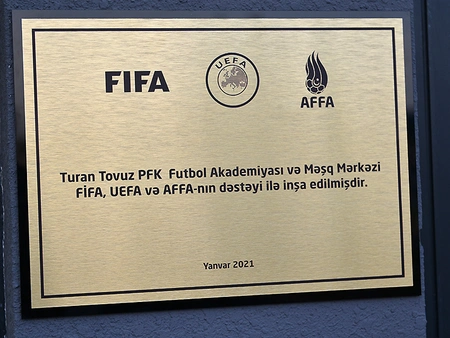 FIFA
UEFA
AFFA
Turan Tovuz PFK Futbol Akademiyası və Məşq Mərkəzi
FİFA, UEFA və AFFA-nın dəstəyi ilə inşa edilmişdir.
Yanvar 2021